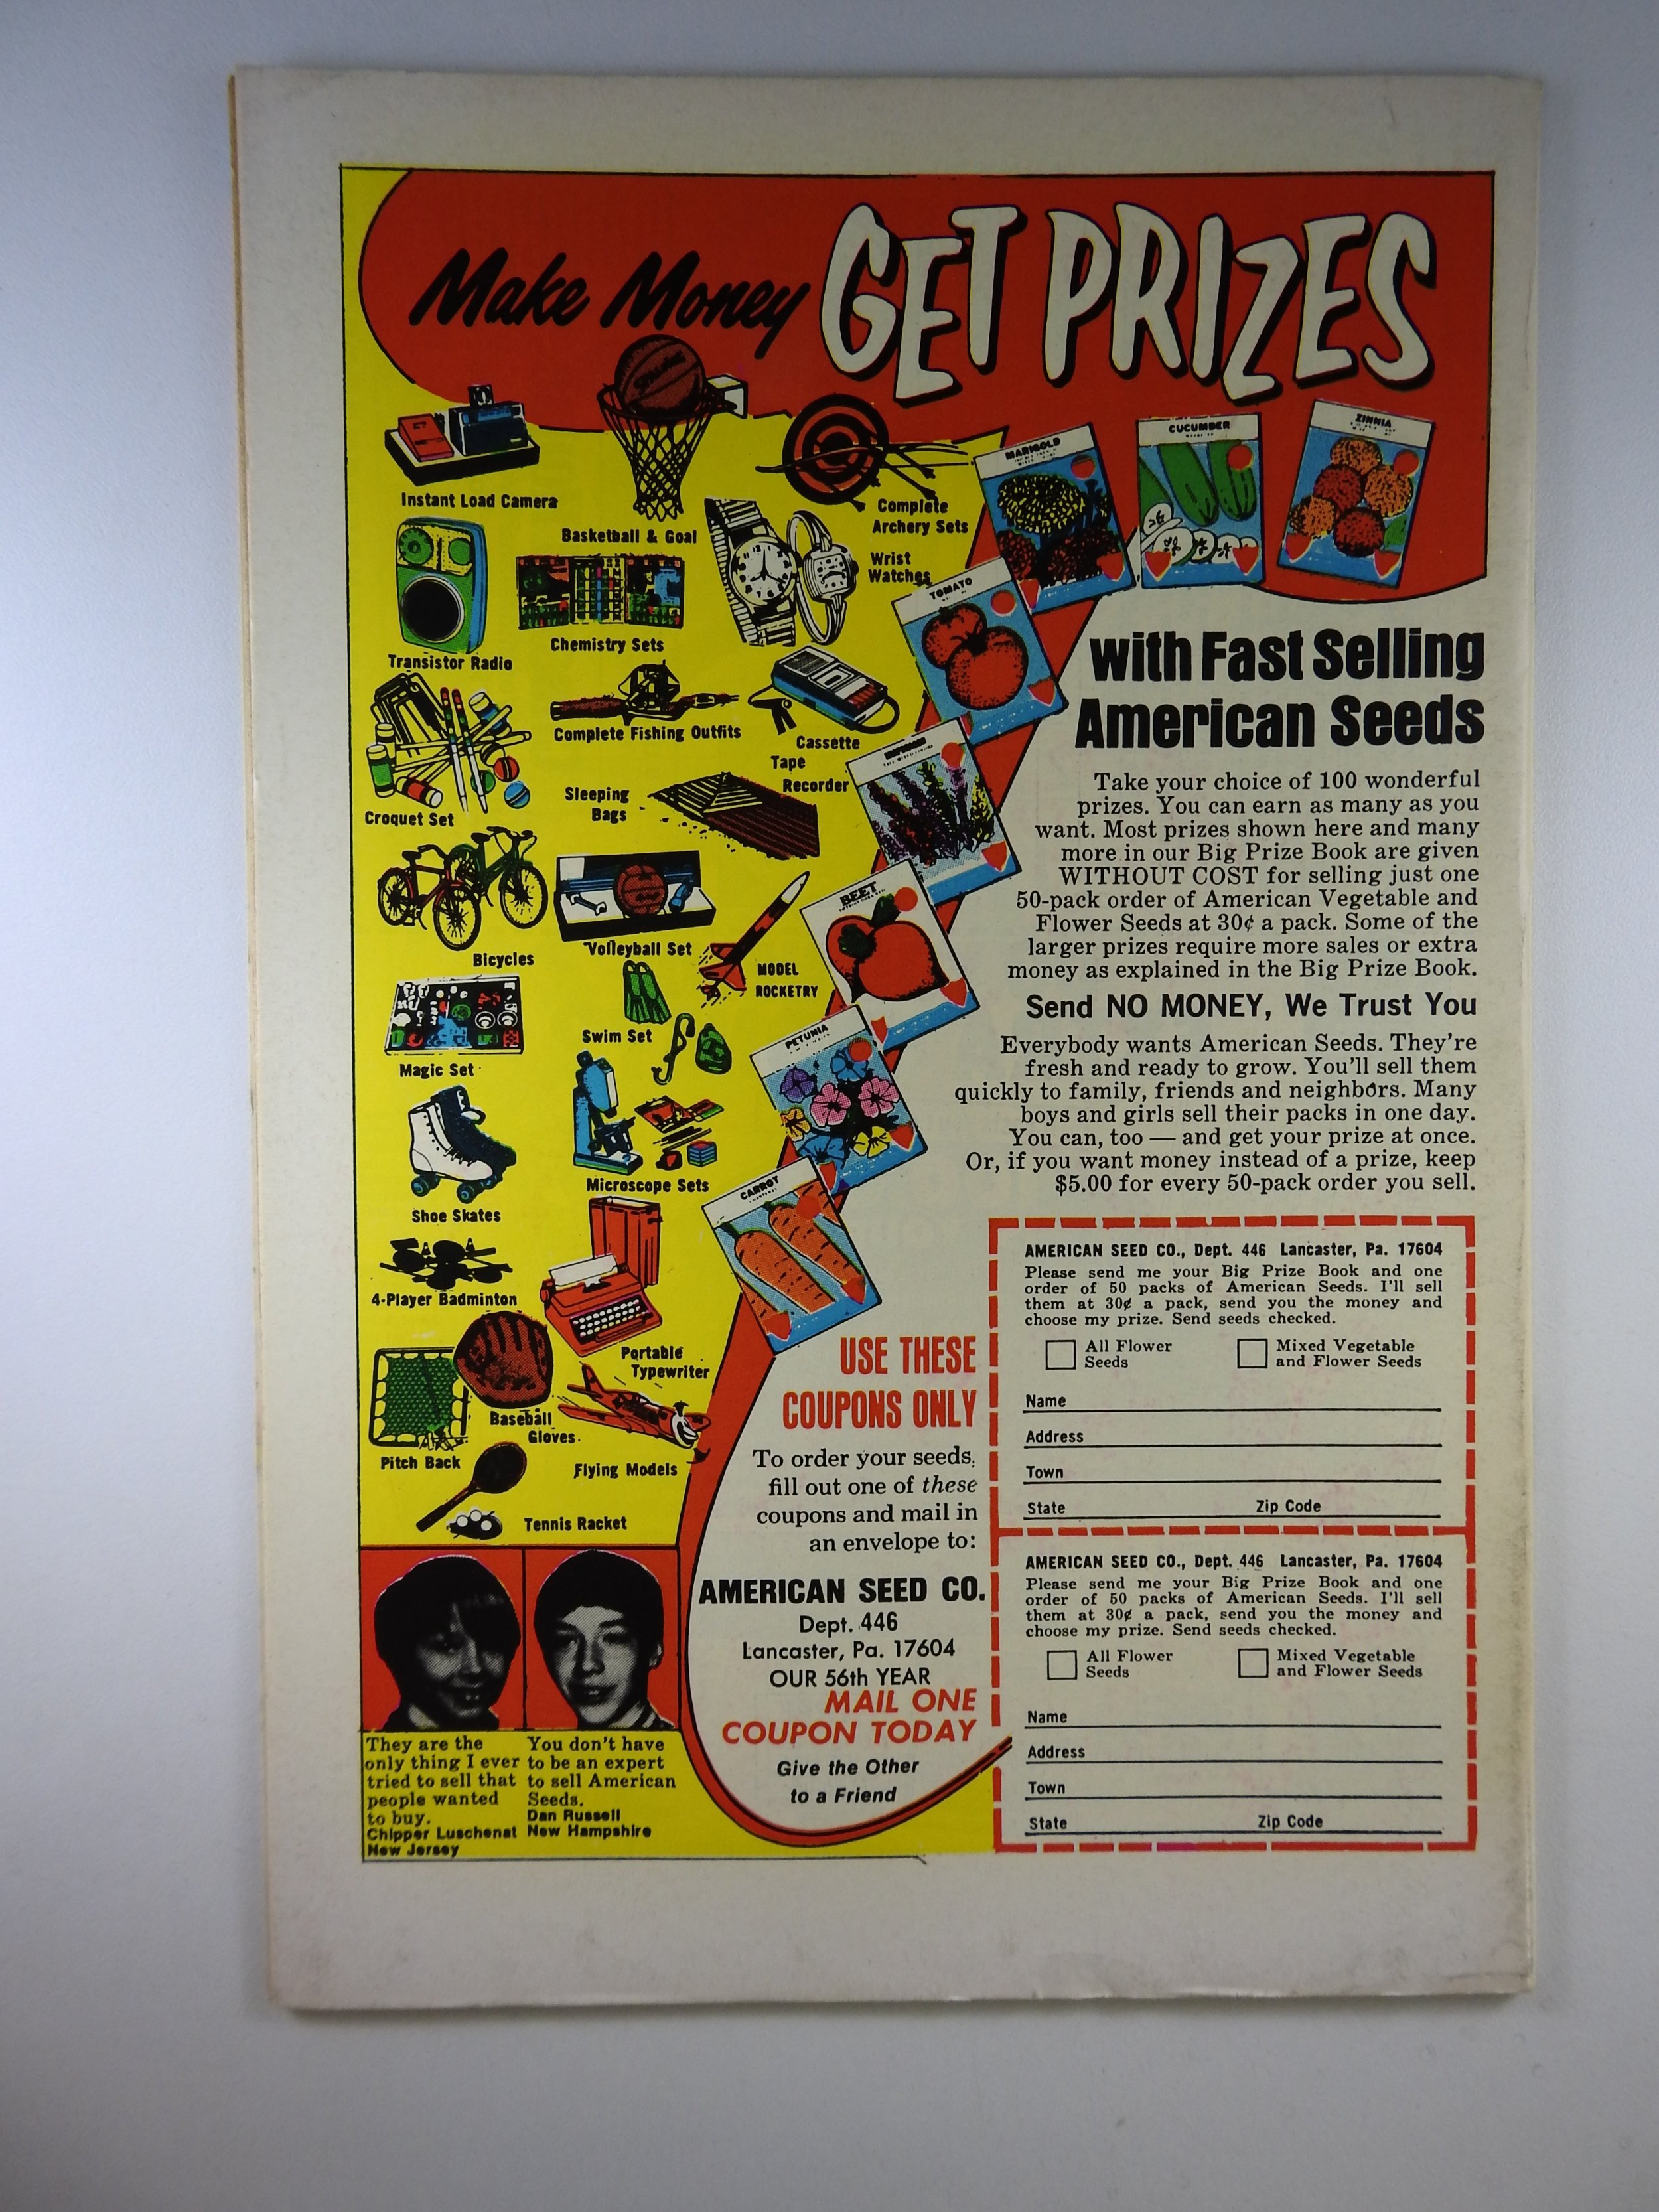 Make Money GET PRIZES
Instant Load Camera
Basketball & Goal
Complete
Archery Sets
Wrist
Watches
Transistor Radio
Chemistry Sets
Complete Fishing Outfits
Cassette
Tape
Recorder
Croquet Set
Sleeping
Bags
Bicycles
Volleyball Set
MODEL
ROCKETRY
Magic Set
Swim Set
Microscope Sets
Shoe Skates
4-Player Badminton
Portable
Typewriter
Baseball
Gloves
Pitch Back
Flying Models
Tennis Racket
MARIGOLD
CUCUMBER
ZINNIA
TOMATO
BEET
PETUNIA
CARROT
with Fast Selling
American Seeds
Take your choice of 100 wonderful
prizes. You can earn as many as you
want. Most prizes shown here and many
more in our Big Prize Book are given
WITHOUT COST for selling just one
50-pack order of American Vegetable and
Flower Seeds at 30¢ a pack. Some of the
larger prizes require more sales or extra
money as explained in the Big Prize Book.
Send NO MONEY, We Trust You
Everybody wants American Seeds. They're
fresh and ready to grow. You'll sell them
quickly to family, friends and neighbors. Many
boys and girls sell their packs in one day.
You can, too — and get your prize at once.
Or, if you want money instead of a prize, keep
$5.00 for every 50-pack order you sell.
USE THESE
COUPONS ONLY
To order your seeds,
fill out one of these
coupons and mail in
an envelope to:
AMERICAN SEED CO.
Dept. 446
Lancaster, Pa. 17604
OUR 56th YEAR
MAIL ONE
COUPON TODAY
Give the Other
to a Friend
AMERICAN SEED CO., Dept. 446 Lancaster, Pa. 17604
Please send me your Big Prize Book and one
order of 50 packs of American Seeds. I'll sell
them at 30¢ a pack, send you the money and
choose my prize. Send seeds checked.
All Flower
Seeds
Mixed Vegetable
and Flower Seeds
Name
Address
Town
State Zip Code
AMERICAN SEED CO., Dept. 446 Lancaster, Pa. 17604
Please send me your Big Prize Book and one
order of 50 packs of American Seeds. I'll sell
them at 30¢ a pack, send you the money and
choose my prize. Send seeds checked.
All Flower
Seeds
Mixed Vegetable
and Flower Seeds
Name
Address
Town
State Zip Code
They are the
only thing I ever
tried to sell that
people wanted
to buy.
Chipper Luschenat
New Jersey
You don't have
to be an expert
to sell American
Seeds.
Dan Russell
New Hampshire